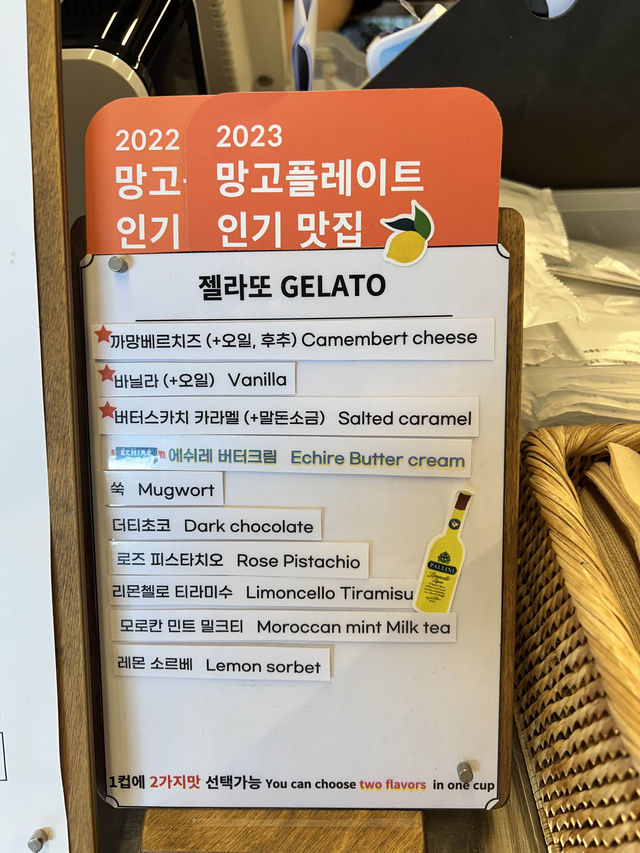 2022
망고
인기
2023
망고플레이트
인기 맛집
젤라또 GELATO
까망베르치즈 (+오일, 후추) Camembert cheese
바닐라 (+오일) Vanilla
버터스카치 카라멜 (+말돈소금) Salted caramel
ECHIRE 에쉬레 버터크림 Echire Butter cream
쑥 Mugwort
더티초코 Dark chocolate
로즈 피스타치오 Rose Pistachio
리몬첼로 티라미수 Limoncello Tiramisu
PALLINI
Limoncello
모로칸 민트 밀크티 Moroccan mint Milk tea
레몬 소르베 Lemon sorbet
1컵에 2가지맛 선택가능 You can choose two flavors in one cup